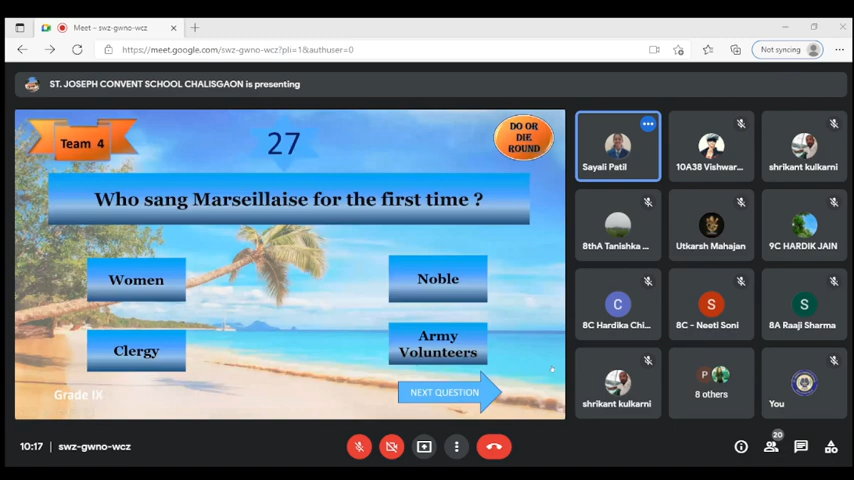 Meet – swz-gwno-wcz
https://meet.google.com/swz-gwno-wcz?pli=1&authuser=0
Not syncing
ST. JOSEPH CONVENT SCHOOL CHALISGAON is presenting
Team 4
27
DO OR
DIE
ROUND
Who sang Marseillaise for the first time ?
Women
Noble
Clergy
Army
Volunteers
NEXT QUESTION
Grade IX
Sayali Patil
10A38 Vishwar...
shrikant kulkarni
8thA Tanishka ...
Utkarsh Mahajan
9C HARDIK JAIN
C
8C Hardika Chi...
S
8C - Neeti Soni
S
8A Raaji Sharma
shrikant kulkarni
P
8 others
You
10:17 | swz-gwno-wcz
20